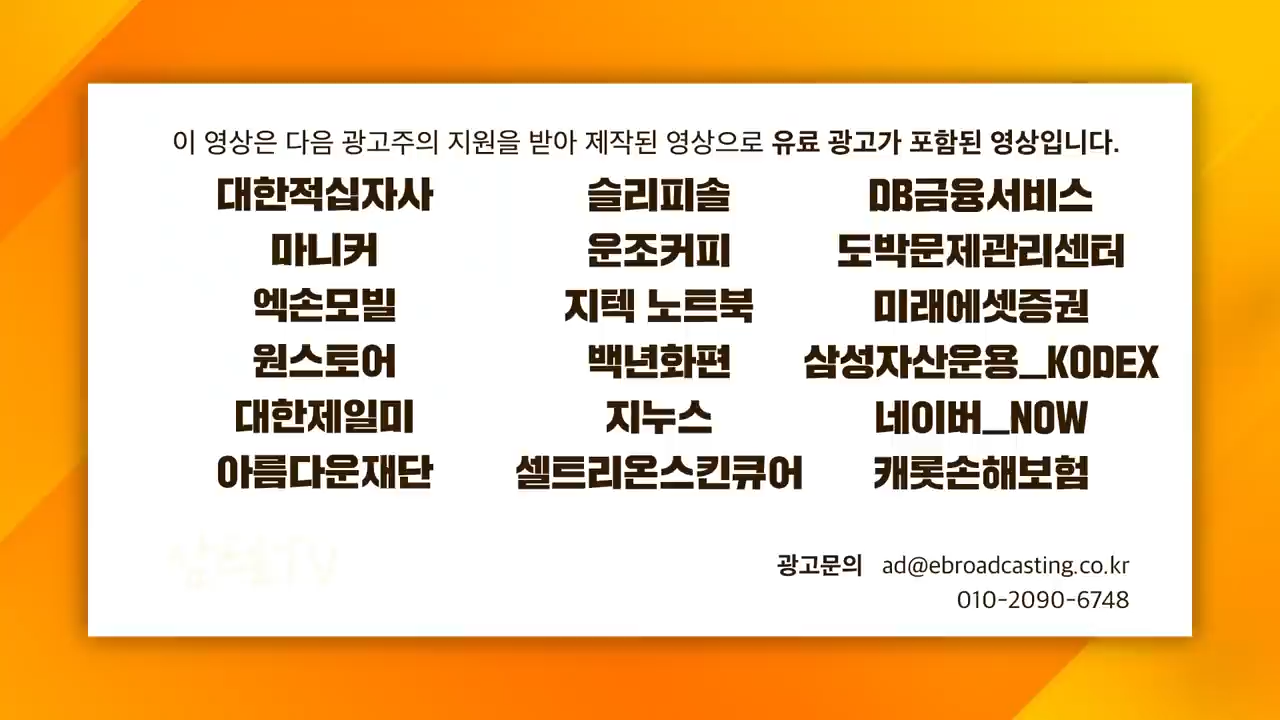 이 영상은 다음 광고주의 지원을 받아 제작된 영상으로 유료 광고가 포함된 영상입니다.
대한적십자사 슬리피솔 DB금융서비스
마니커 운조커피 도박문제관리센터
엑손모빌 지텍 노트북 미래에셋증권
원스토어 백년화편 삼성자산운용_KODEX
대한제일미 지누스 네이버_NOW
아름다운재단 셀트리온스킨큐어 캐롯손해보험
광고문의 ad@ebroadcasting.co.kr
010-2090-6748